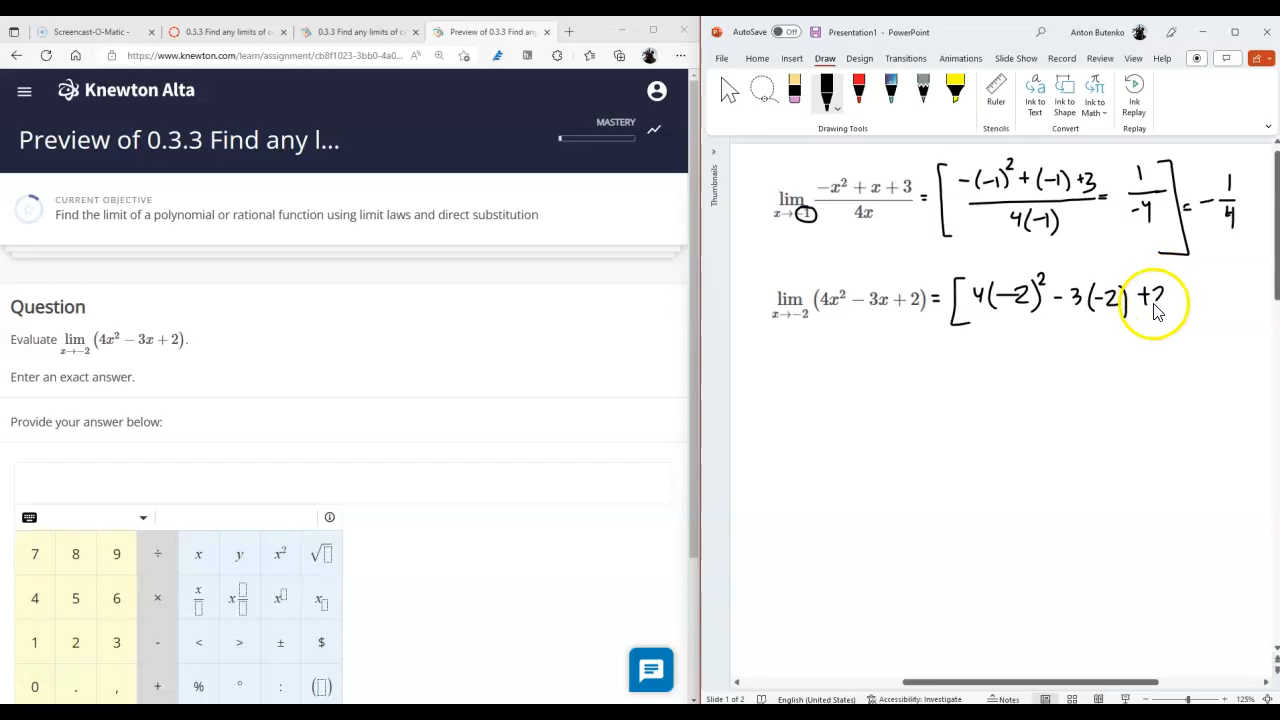 Screencast-O-Matic -
0.3.3 Find any limits of c
0.3.3 Find any limits of c
Preview of 0.3.3 Find any
https://www.knewton.com/learn/assignment/cb8f1023-3bb0-4a0...
Knewton Alta
Preview of 0.3.3 Find any l...
MASTERY
CURRENT OBJECTIVE
Find the limit of a polynomial or rational function using limit laws and direct substitution
Question
Evaluate lim x→−2 (4x² − 3x + 2).
Enter an exact answer.
Provide your answer below:
7 8 9 ÷ x y x² √
4 5 6 × x
1 2 3 - < > ± $
0 . , + % ° : ()
AutoSave Off Presentation1 - PowerPoint Anton Butenko
File Home Insert Draw Design Transitions Animations Slide Show Record Review View Help
Ruler
Ink to Text
Ink to Shape
Ink to Math
Ink Replay
Drawing Tools Stencils Convert Replay
Thumbnails
lim x→−1 −x² + x + 3 / 4x = [ −(−1)² + (−1) + 3 / 4(−1) = 1 / −4 ] = − 1/4
lim x→−2 (4x² − 3x + 2) = [ 4(−2)² − 3(−2) + 2
Slide 1 of 2 English (United States) Accessibility: Investigate Notes 125%